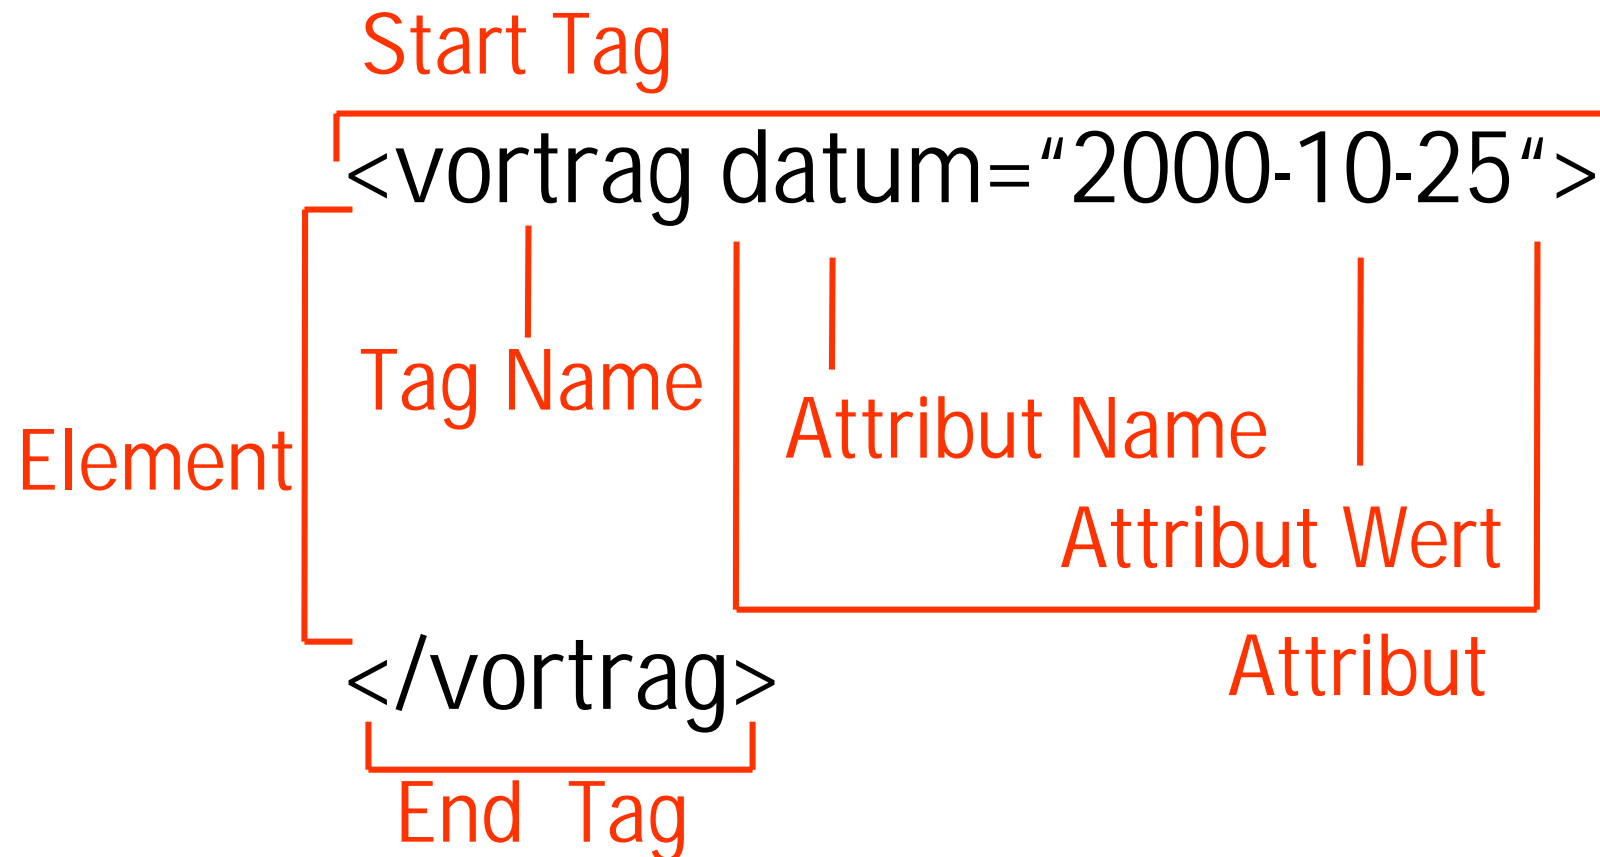 Start Tag
<vortrag datum="2000-10-25“>
Tag Name
Attribut Name
Element
Attribut Wert
</vortrag>
Attribut
End Tag